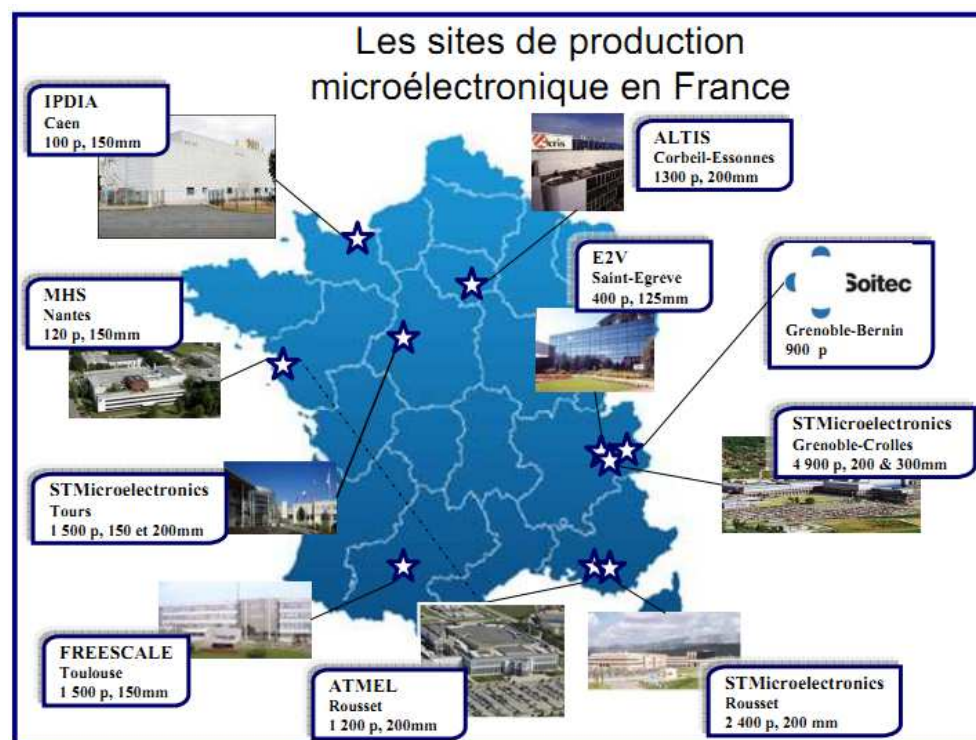 Les sites de production
microélectronique en France
IPDIA
Caen
100 p, 150mm
ALTIS
Corbeil-Essonnes
1300 p, 200mm
E2V
Saint-Egreve
400 p, 125mm
Soitec
Grenoble-Bernin
900 p
MHS
Nantes
120 p, 150mm
STMicroelectronics
Grenoble-Crolles
4 900 p, 200 & 300mm
STMicroelectronics
Tours
1 500 p, 150 et 200mm
FREESCALE
Toulouse
1 500 p, 150mm
ATMEL
Rousset
1 200 p, 200mm
STMicroelectronics
Rousset
2 400 p, 200 mm